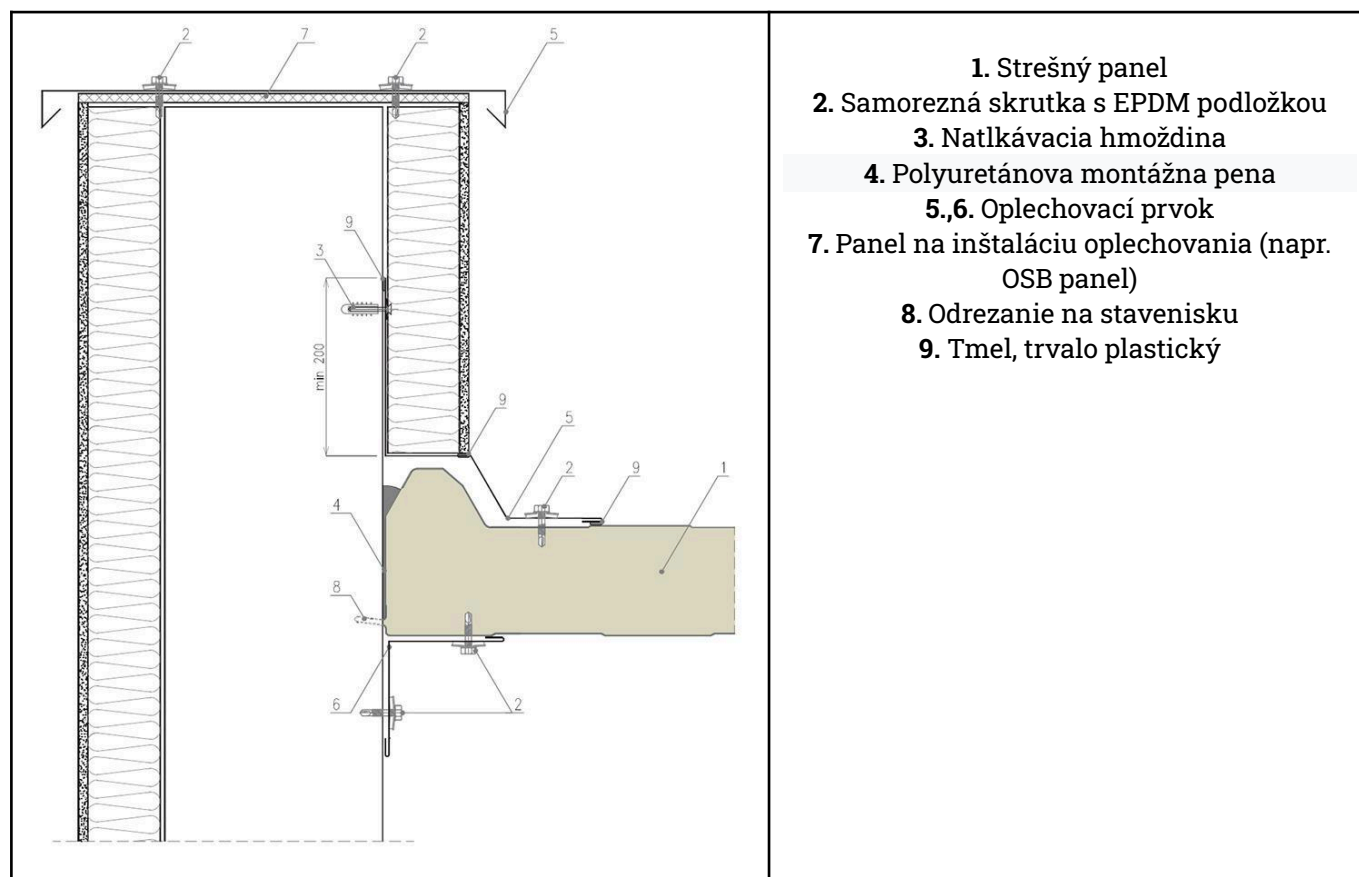 2
7
2
5
9
3
min 200
9
5
2
9
1
4
8
6
2
1. Strešný panel
2. Samorezná skrutka s EPDM podložkou
3. Natlkávacia hmoždina
4. Polyuretánova montážna pena
5.,6. Oplechovací prvok
7. Panel na inštaláciu oplechovania (napr.
OSB panel)
8. Odrezanie na stavenisku
9. Tmel, trvalo plastický